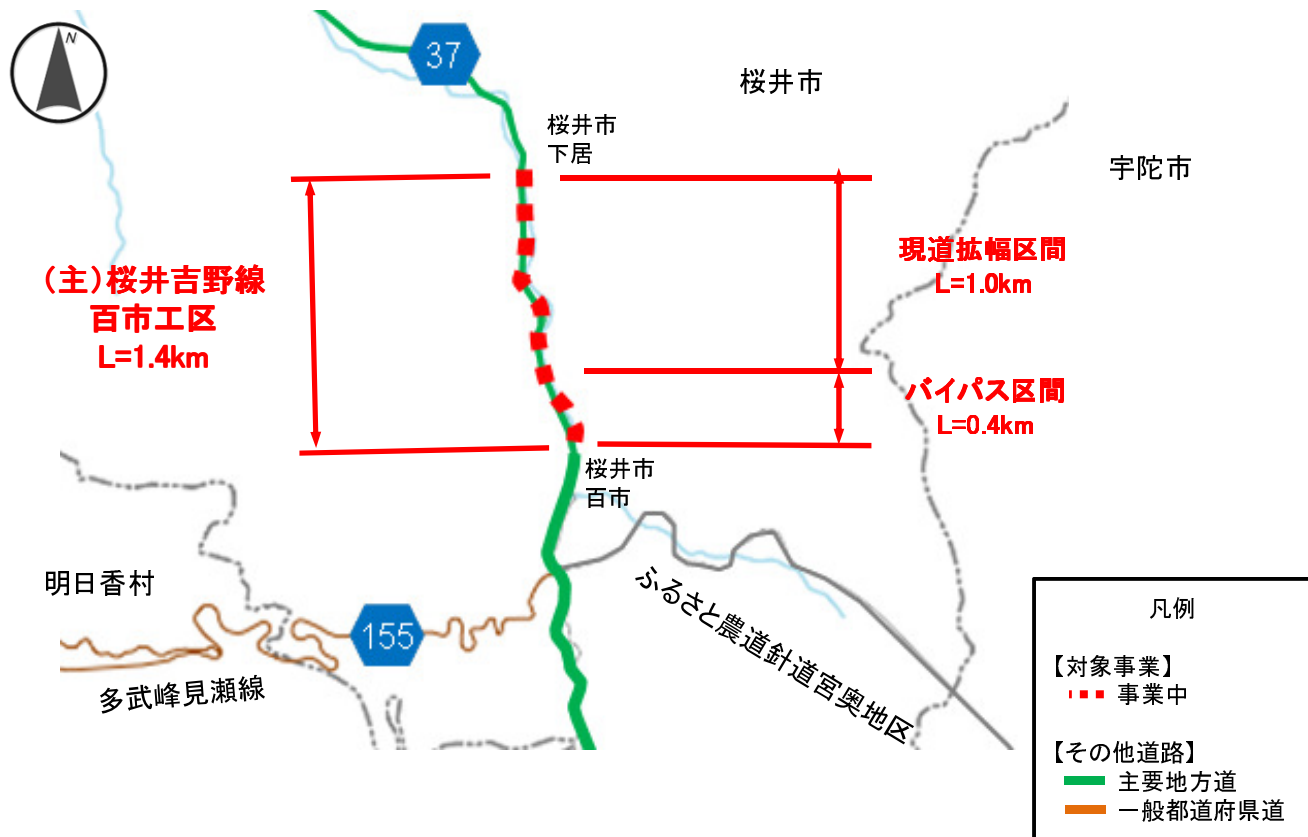 N
37
桜井市
桜井市
下居
宇陀市
(主)桜井吉野線
百市工区
L=1.4km
現道拡幅区間
L=1.0km
バイパス区間
L=0.4km
桜井市
百市
明日香村
155
多武峰見瀬線
ふるさと農道針道宮奥地区
凡例
【対象事業】
事業中
【その他道路】
主要地方道
一般都道府県道